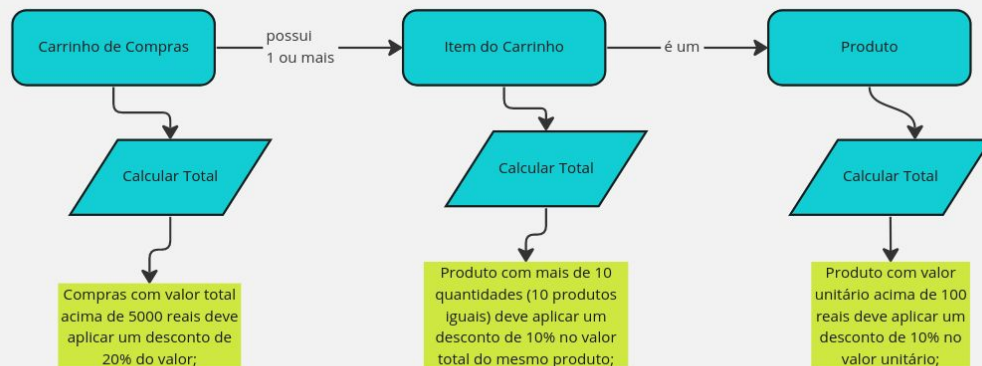 Carrinho de Compras
possui
1 ou mais
Item do Carrinho
é um
Produto
Calcular Total
Calcular Total
Calcular Total
Compras com valor total
acima de 5000 reais deve
aplicar um desconto de
20% do valor;
Produto com mais de 10
quantidades (10 produtos
iguais) deve aplicar um
desconto de 10% no valor
total do mesmo produto;
Produto com valor
unitário acima de 100
reais deve aplicar um
desconto de 10% no
valor unitário;